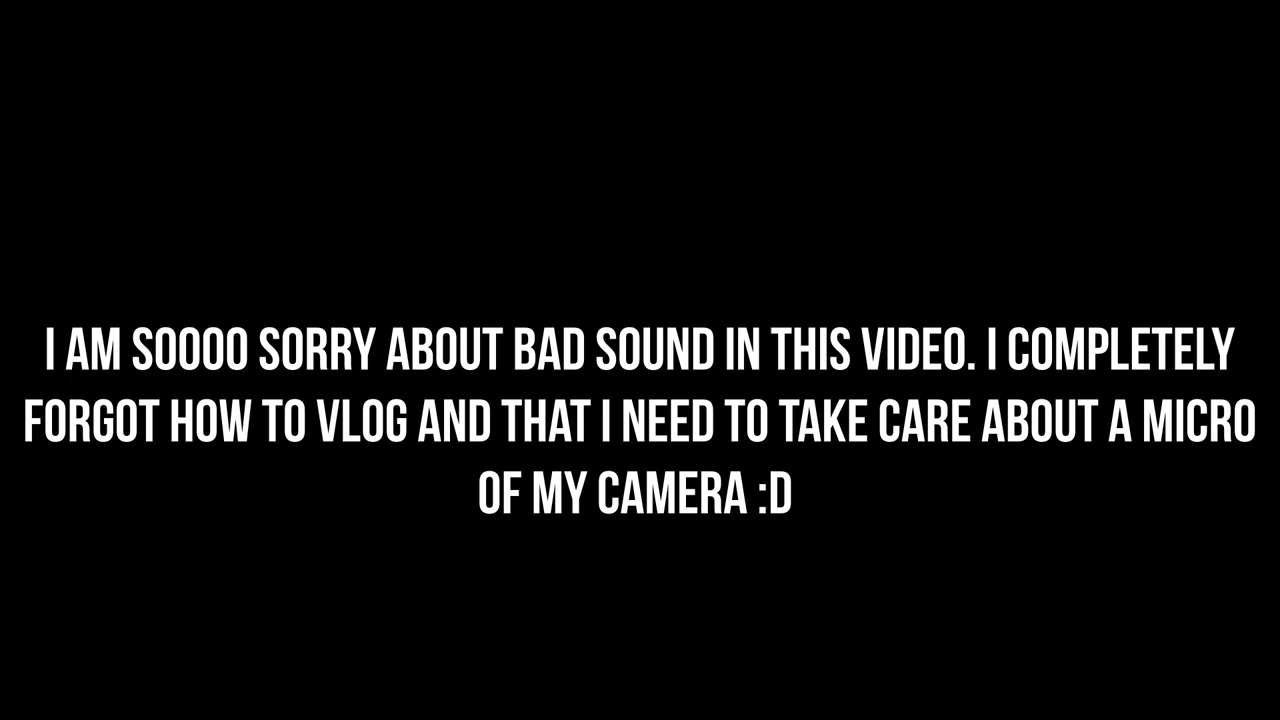 I AM SOOOO SORRY ABOUT BAD SOUND IN THIS VIDEO. I COMPLETELY
FORGOT HOW TO VLOG AND THAT I NEED TO TAKE CARE ABOUT A MICRO
OF MY CAMERA :D